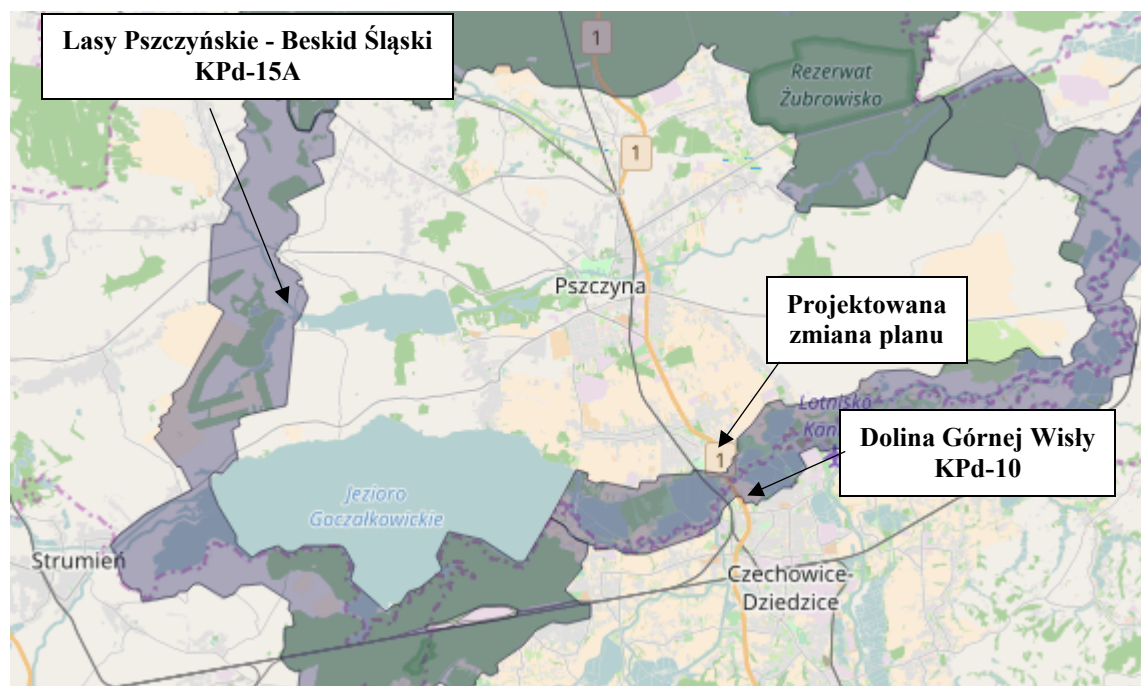 Lasy Pszczyńskie - Beskid Śląski
KPd-15A
1
Rezerwat
Żubrowisko
1
Pszczyna
Projektowana
zmiana planu
Lotnisko
Dolina Górnej Wisły
KPd-10
1
Jezioro
Goczałkowickie
Strumień
Czechowice-
Dziedzice